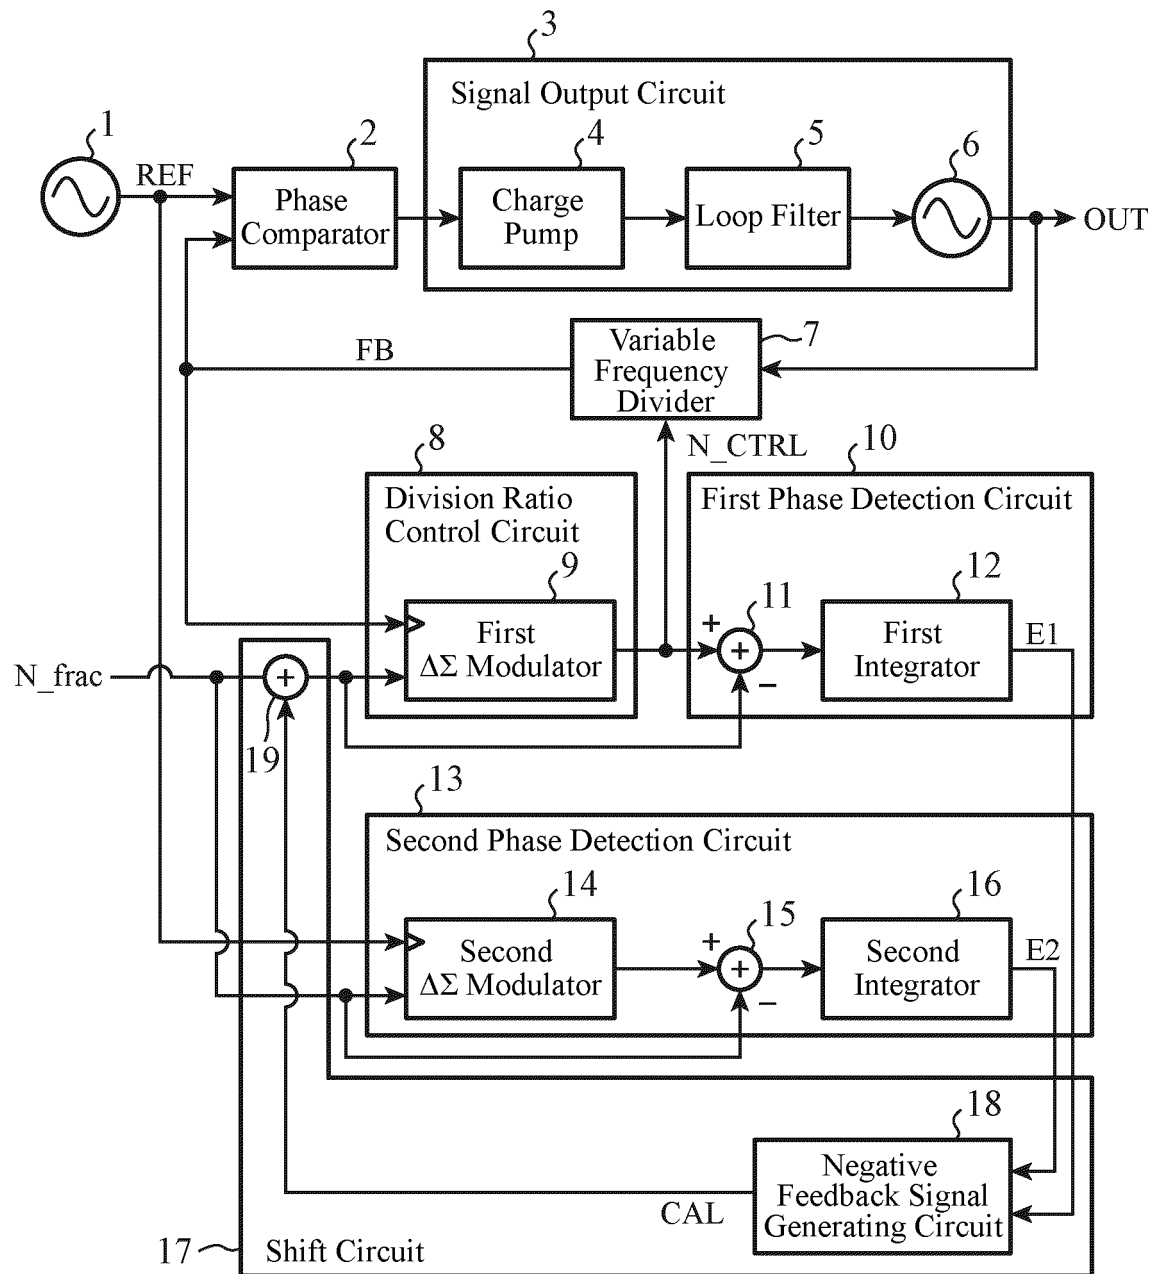 3
Signal Output Circuit
1
REF
2
Phase
Comparator
4
Charge
Pump
5
Loop Filter
6
OUT
FB
Variable
Frequency
Divider
7
N_CTRL
8
Division Ratio
Control Circuit
9
First
ΔΣ Modulator
10
First Phase Detection Circuit
11
+
+
−
12
First
Integrator
E1
N_frac
+
19
13
Second Phase Detection Circuit
14
Second
ΔΣ Modulator
15
+
+
−
16
Second
Integrator
E2
18
Negative
Feedback Signal
Generating Circuit
CAL
17
Shift Circuit